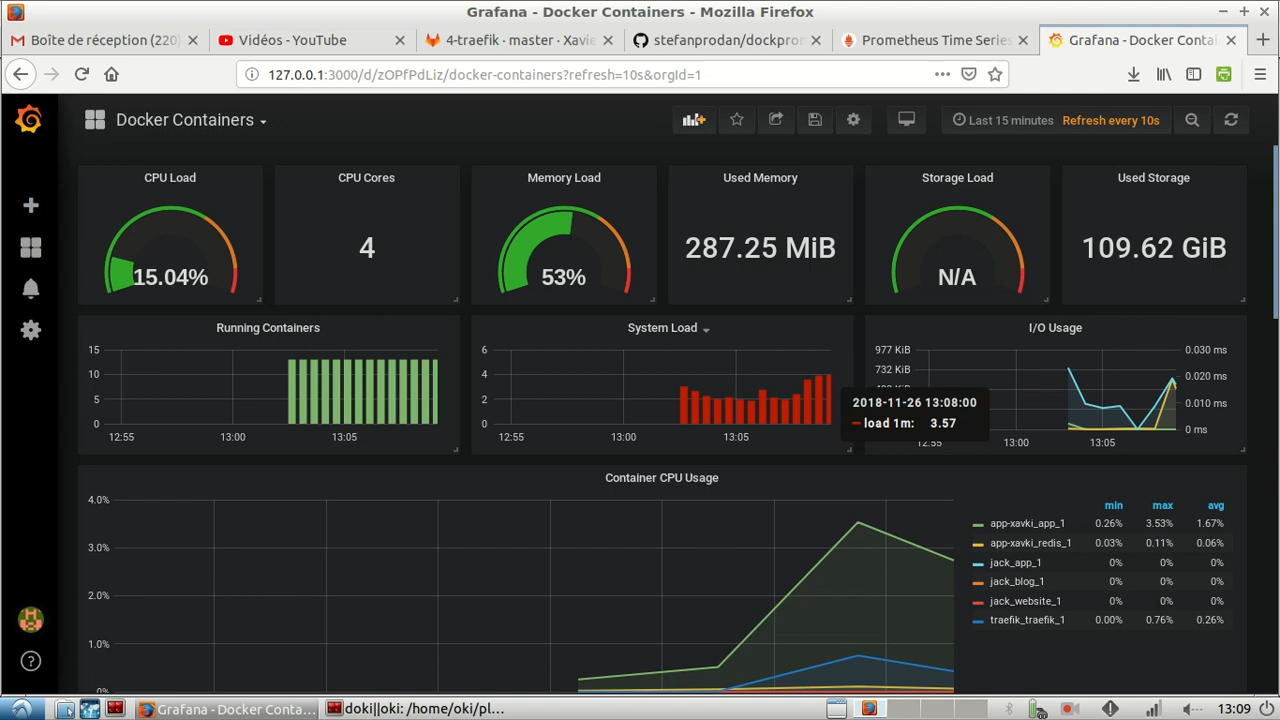 Grafana - Docker Containers - Mozilla Firefox
Boîte de réception (220)
Vidéos - YouTube
4-traefik · master · Xavie
stefanprodan/dockprom
Prometheus Time Series
Grafana - Docker Contai
127.0.0.1:3000/d/zOPfPdLiz/docker-containers?refresh=10s&orgId=1
Docker Containers
Last 15 minutes Refresh every 10s
CPU Load
15.04%
CPU Cores
4
Memory Load
53%
Used Memory
287.25 MiB
Storage Load
N/A
Used Storage
109.62 GiB
Running Containers
15
10
5
0
12:55 13:00 13:05
System Load
6
4
2
0
12:55 13:00 13:05
I/O Usage
977 KiB
732 KiB
0.030 ms
0.020 ms
0.010 ms
0 ms
12:55 13:00 13:05
2018-11-26 13:08:00
load 1m: 3.57
Container CPU Usage
4.0%
3.0%
2.0%
1.0%
0%
min max avg
app-xavki_app_1 0.26% 3.53% 1.67%
app-xavki_redis_1 0.03% 0.11% 0.06%
jack_app_1 0% 0% 0%
jack_blog_1 0% 0% 0%
jack_website_1 0% 0% 0%
traefik_traefik_1 0.00% 0.76% 0.26%
Grafana - Docker Conta...
doki||oki: /home/oki/pl...
13:09